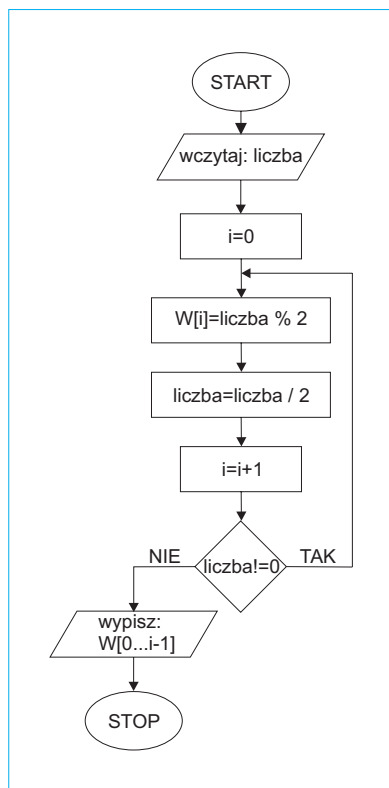 START
wczytaj: liczba
i=0
W[i]=liczba % 2
liczba=liczba / 2
i=i+1
liczba!=0
NIE
TAK
wypisz:
W[0...i-1]
STOP